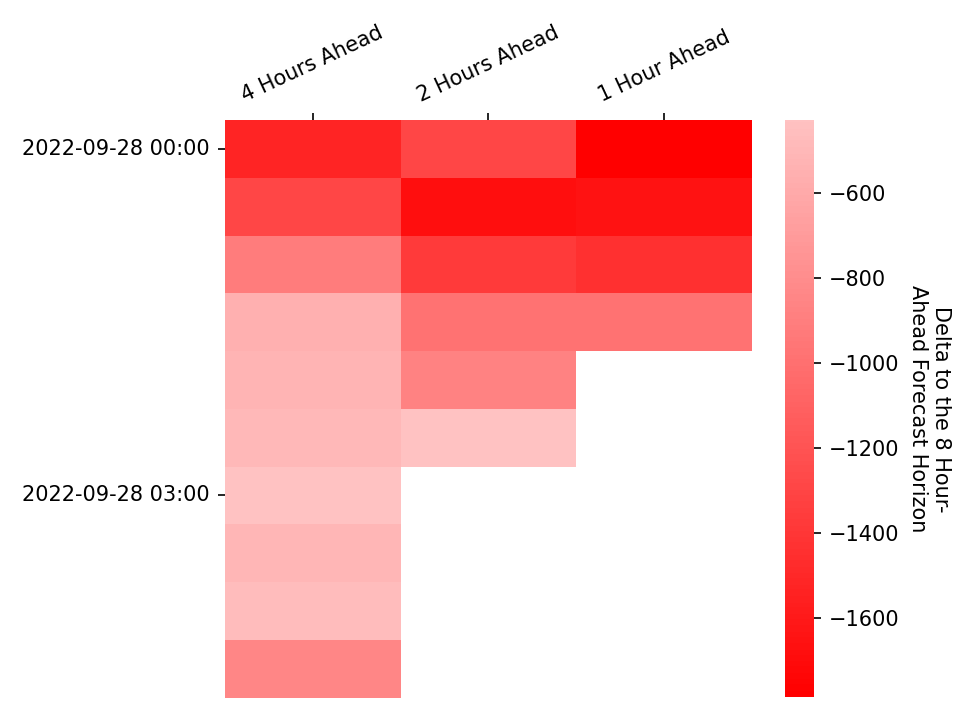 4 Hours Ahead
2 Hours Ahead
1 Hour Ahead
2022-09-28 00:00
2022-09-28 03:00
−600
−800
−1000
−1200
−1400
−1600
Delta to the 8 Hour-
Ahead Forecast Horizon